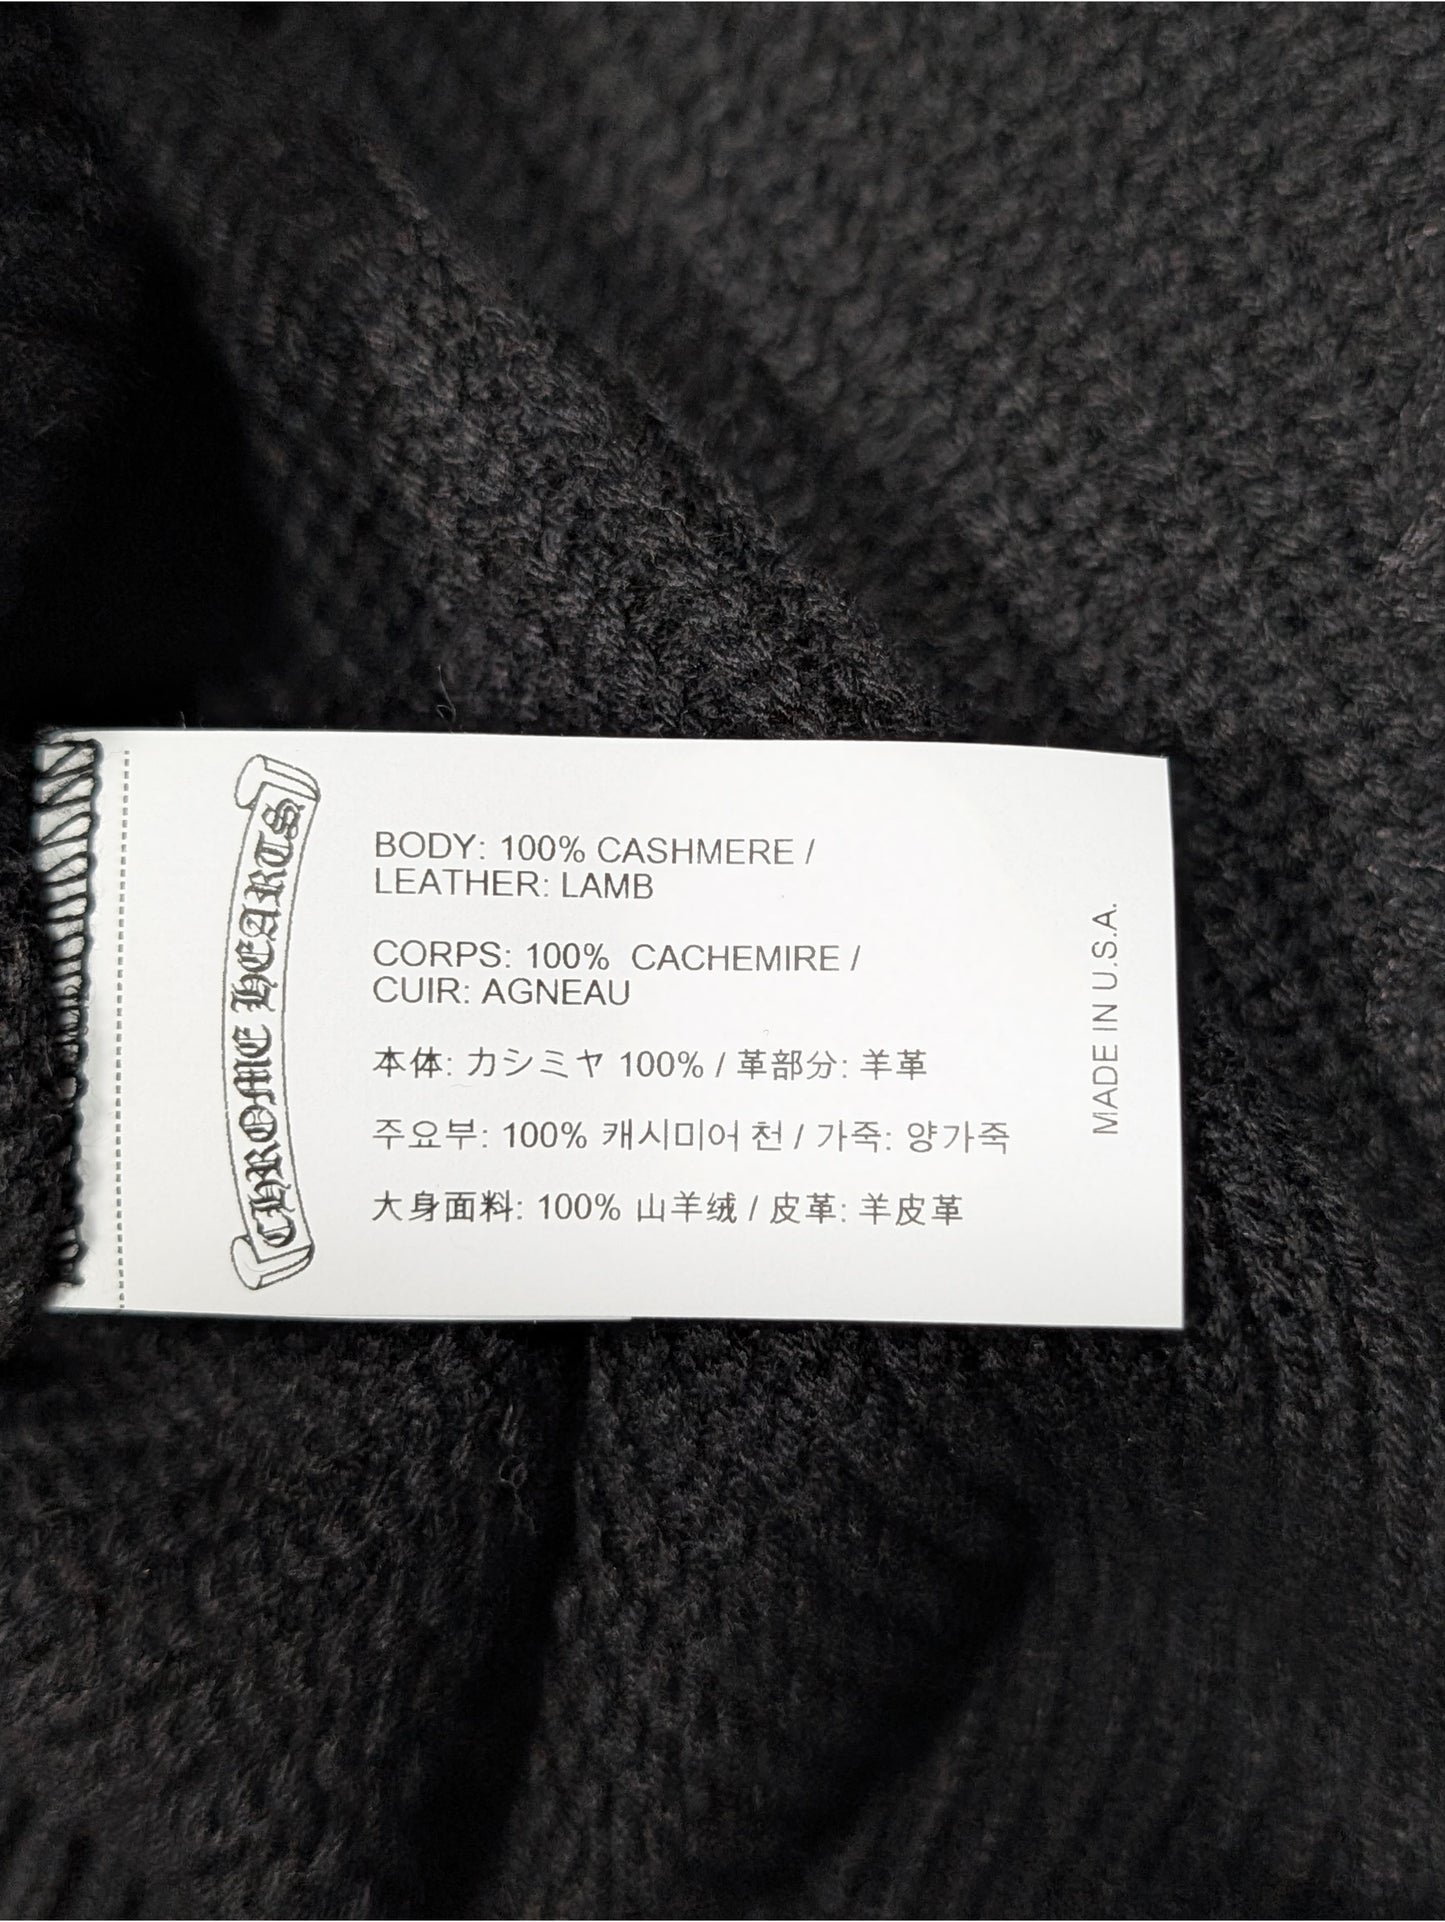 CHROME HEARTS
BODY: 100% CASHMERE /
LEATHER: LAMB
CORPS: 100% CACHEMIRE /
CUIR: AGNEAU
本体: カシミヤ 100% / 革部分: 羊革
주요부: 100% 캐시미어 천 / 가죽: 양가죽
大身面料: 100% 山羊绒 / 皮革: 羊皮革
MADE IN U.S.A.